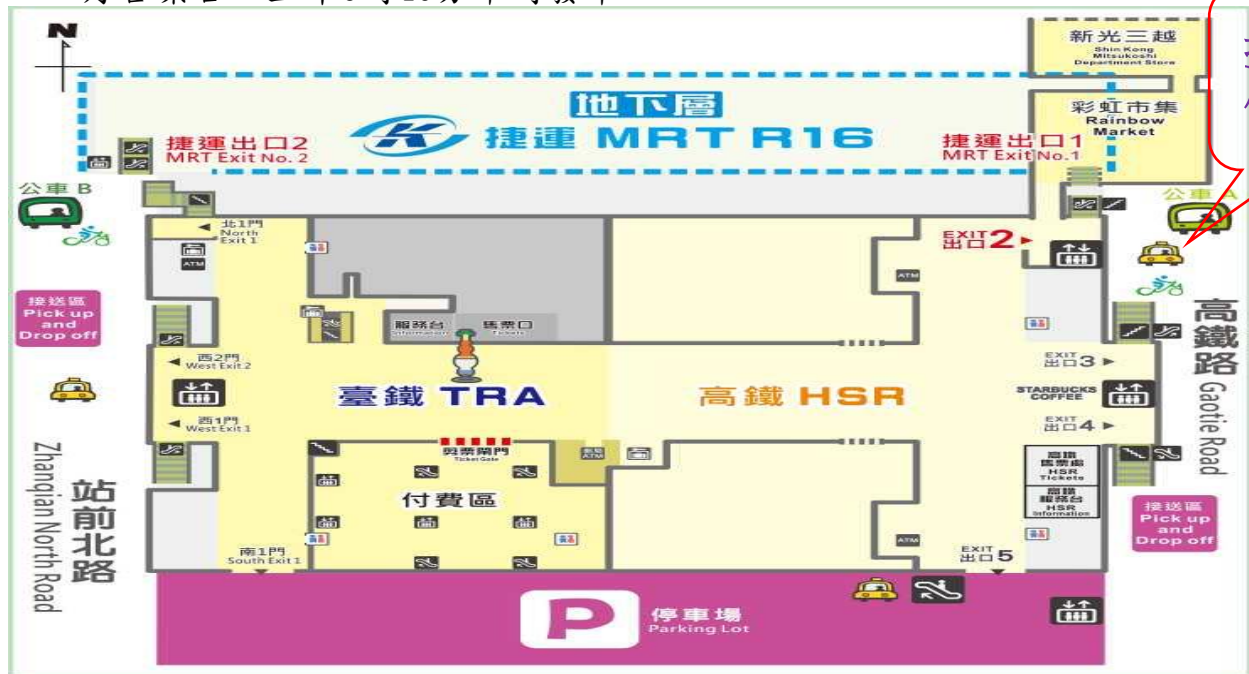 N
新光三越
Shin Kong
Mitsukoshi
Department Store
地下層
捷運 MRT R16
彩虹市集
Rainbow
Market
捷運出口2
MRT Exit No. 2
捷運出口1
MRT Exit No.1
公車 B
公車 A
北1門
North
Exit 1
EXIT
出口2
ATM
ATM
接送區
Pick up
and
Drop off
服務台
Information
售票口
Tickets
西2門
West Exit 2
EXIT
出口3
臺鐵 TRA
高鐵 HSR
STARBUCKS
COFFEE
西1門
West Exit 1
EXIT
出口4
高鐵路 Gaotie Road
剪票閘門
Ticket Gate
ATM
高鐵
售票處
HSR
Tickets
高鐵
服務台
HSR
Information
付費區
站前北路
Zhanqian North Road
接送區
Pick up
and
Drop off
ATM
南1門
South Exit 1
EXIT
出口5
P
停車場
Parking Lot